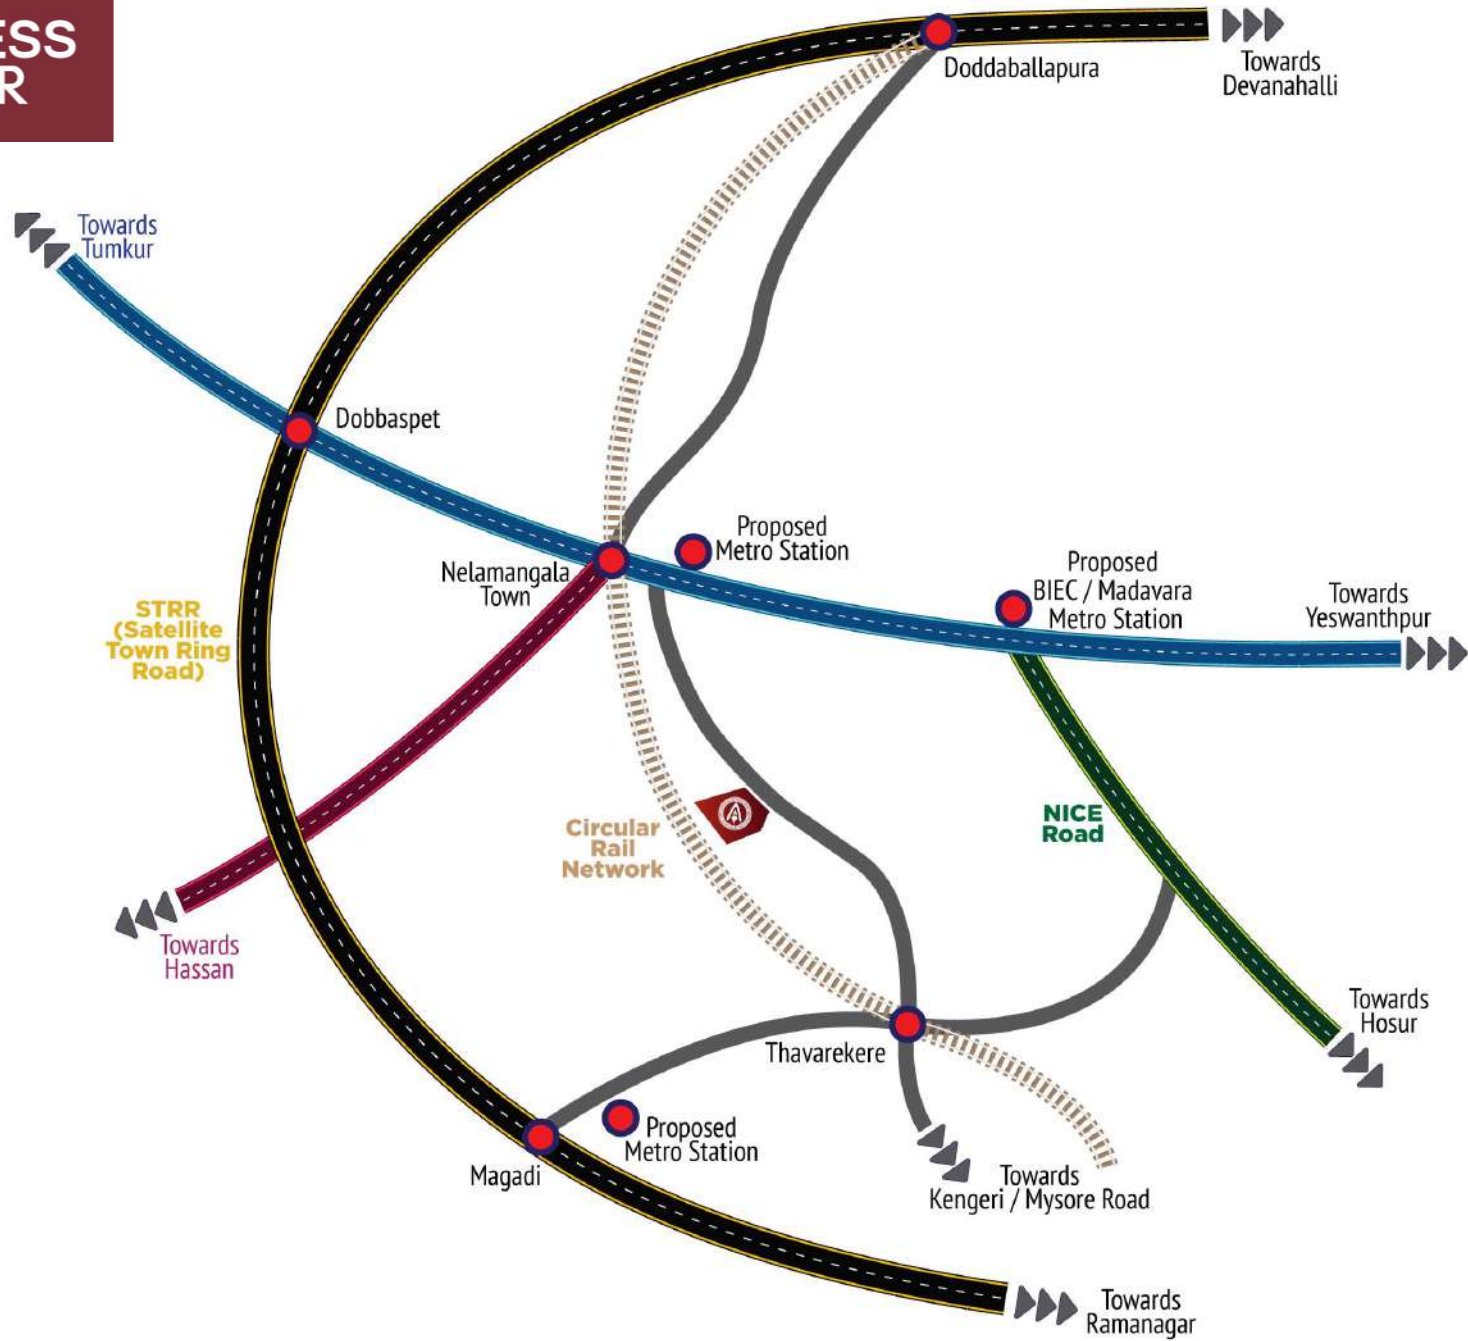 ESS
R
Doddaballapura
Towards
Devanahalli
Towards
Tumkur
Dobbaspet
Proposed
Metro Station
Nelamangala
Town
Proposed
BIEC / Madavara
Metro Station
Towards
Yeswanthpur
STRR
(Satellite
Town Ring
Road)
Circular
Rail
Network
NICE
Road
Towards
Hassan
Towards
Hosur
Thavarekere
Proposed
Metro Station
Magadi
Towards
Kengeri / Mysore Road
Towards
Ramanagar